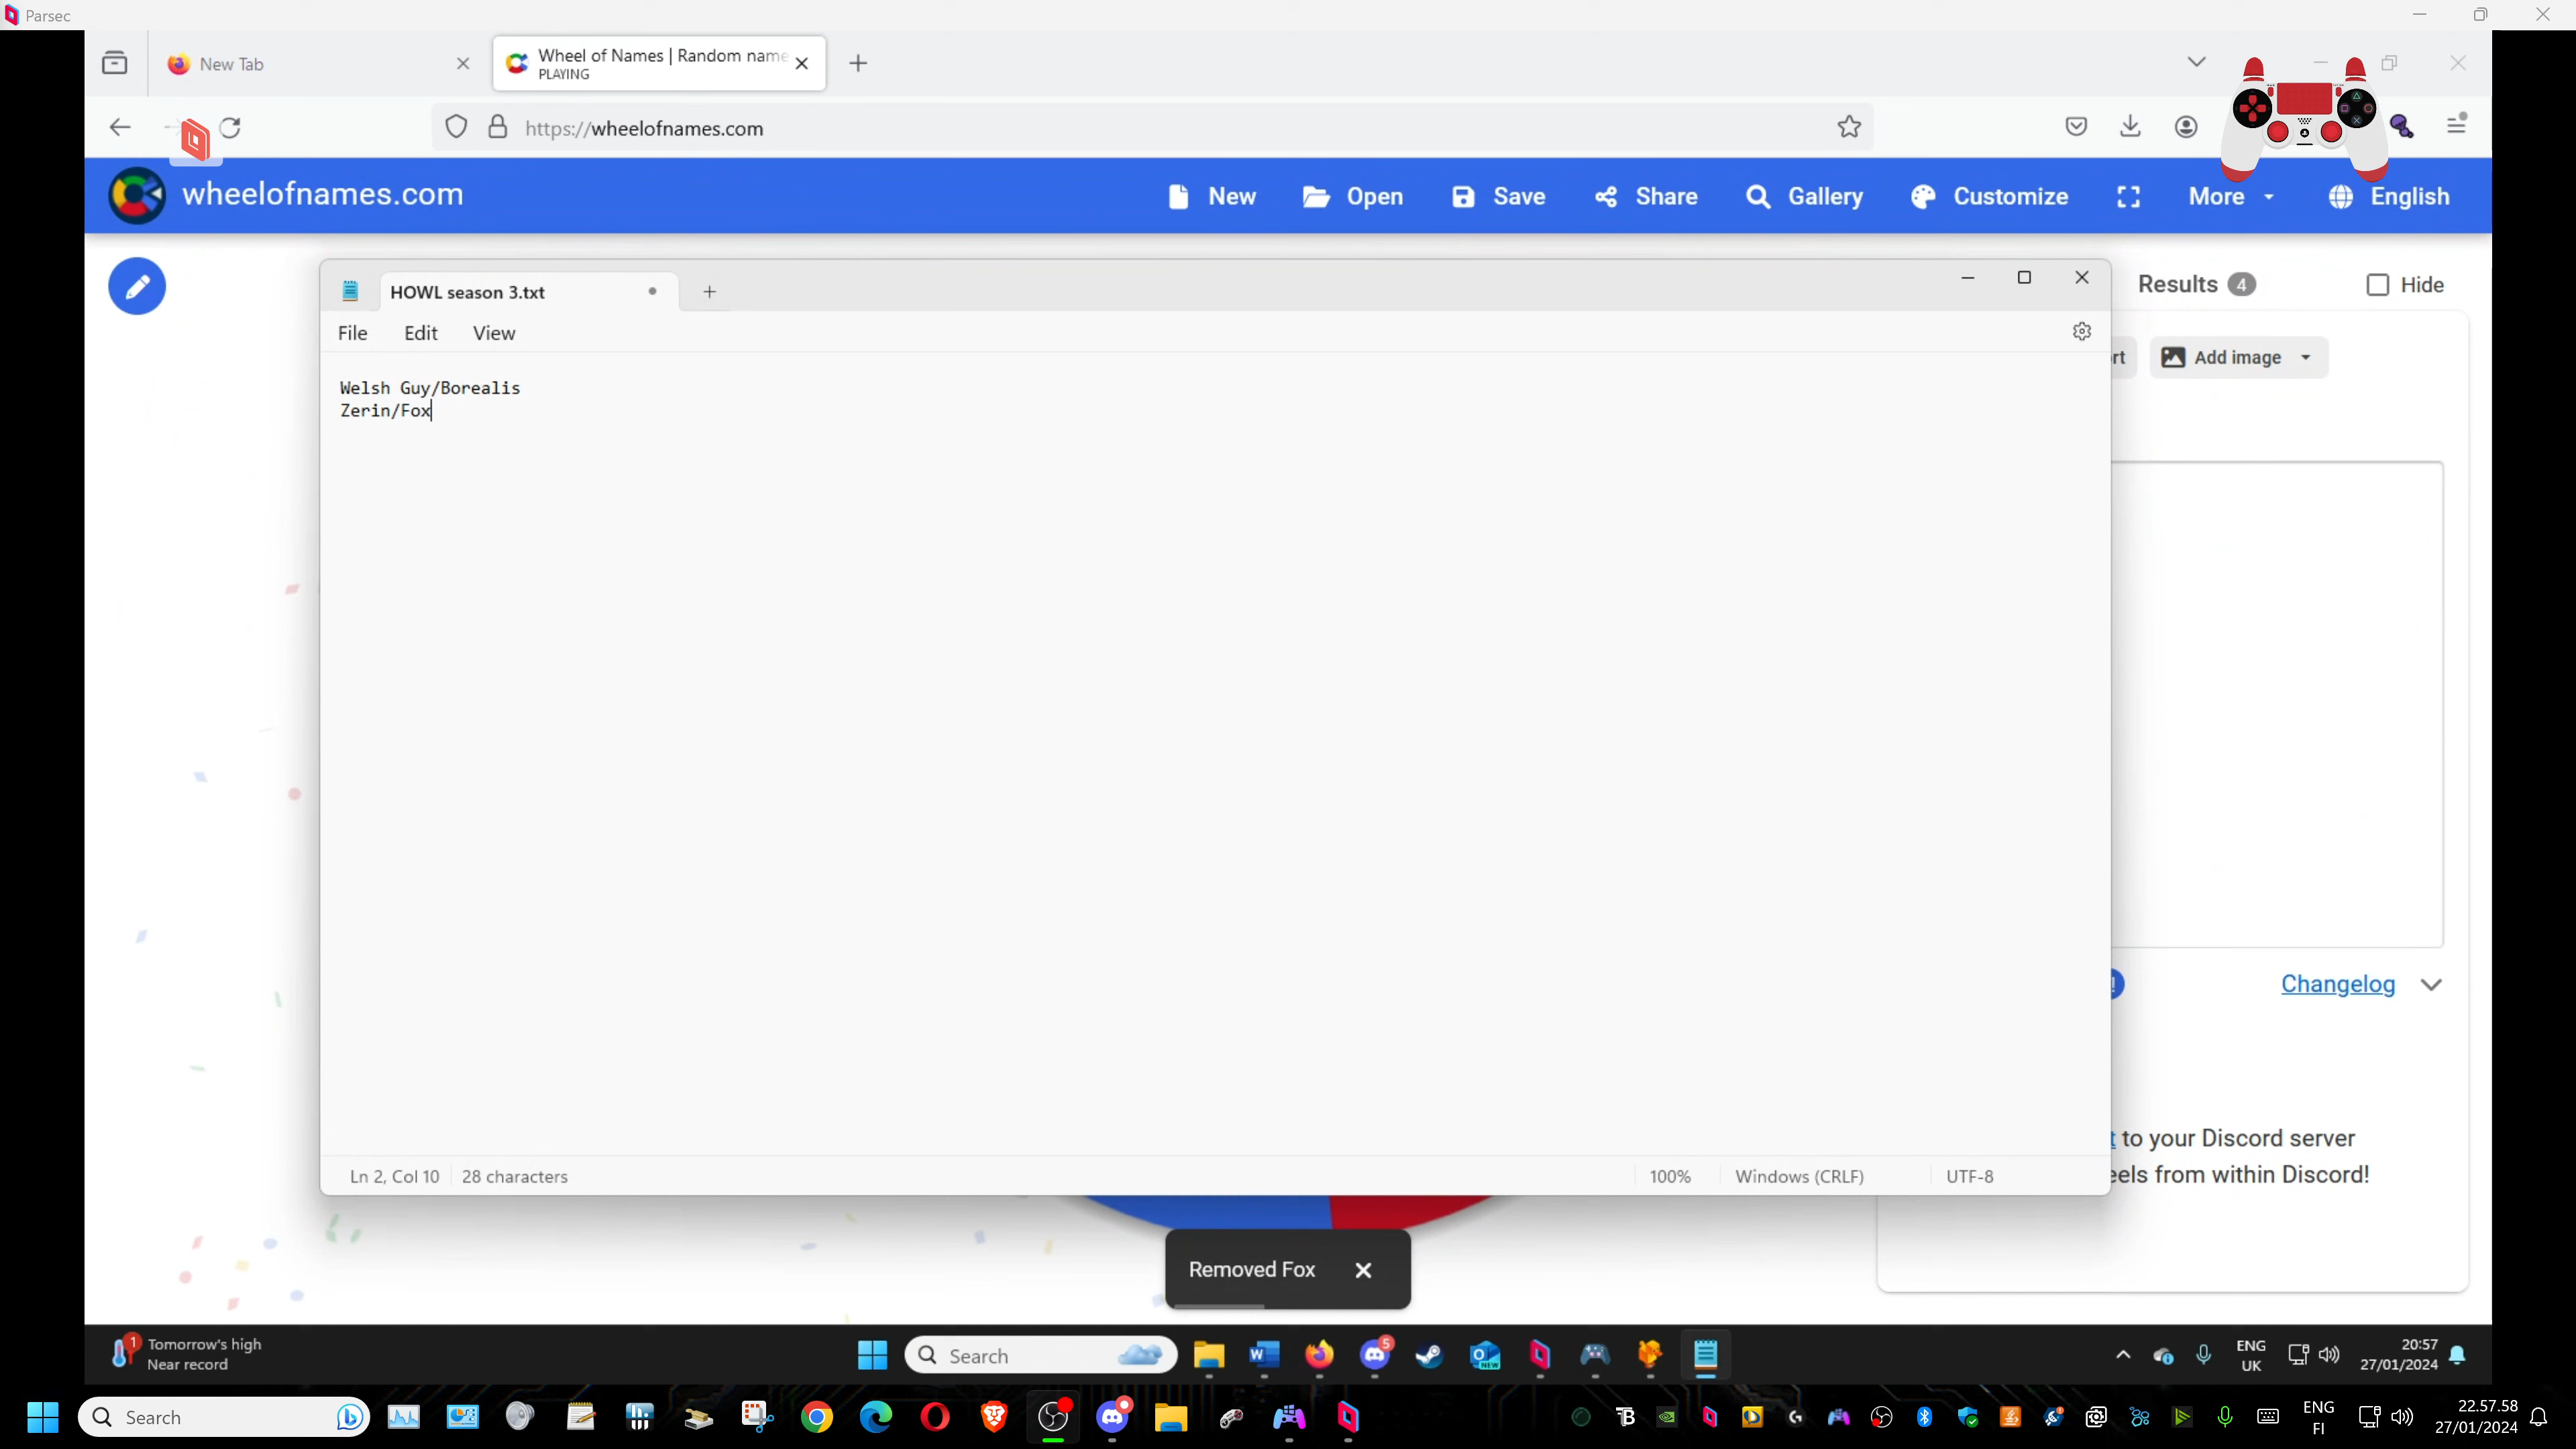 Parsec
New Tab
Wheel of Names | Random name
PLAYING
https://wheelofnames.com
wheelofnames.com
New
Open
Save
Share
Gallery
Customize
More
English
HOWL season 3.txt
Results 4
Hide
File
Edit
View
rt
Add image
Welsh Guy/Borealis
Zerin/Fox
Changelog
t to your Discord server
eels from within Discord!
Ln 2, Col 10
28 characters
100%
Windows (CRLF)
UTF-8
Removed Fox
1
Tomorrow's high
Near record
Search
5
ENG
UK
20:57
27/01/2024
Search
ENG
FI
22.57.58
27/01/2024